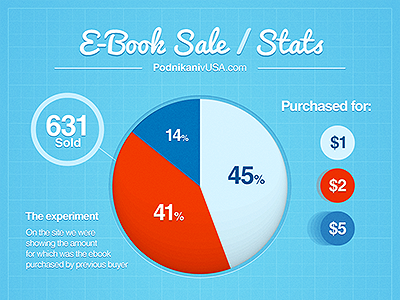 E-Book Sale / Stats
PodnikanivUSA.com
631
Sold
Purchased for:
14%
45%
41%
$1
$2
$5
The experiment
On the site we were
showing the amount
for which was the ebook
purchased by previous buyer